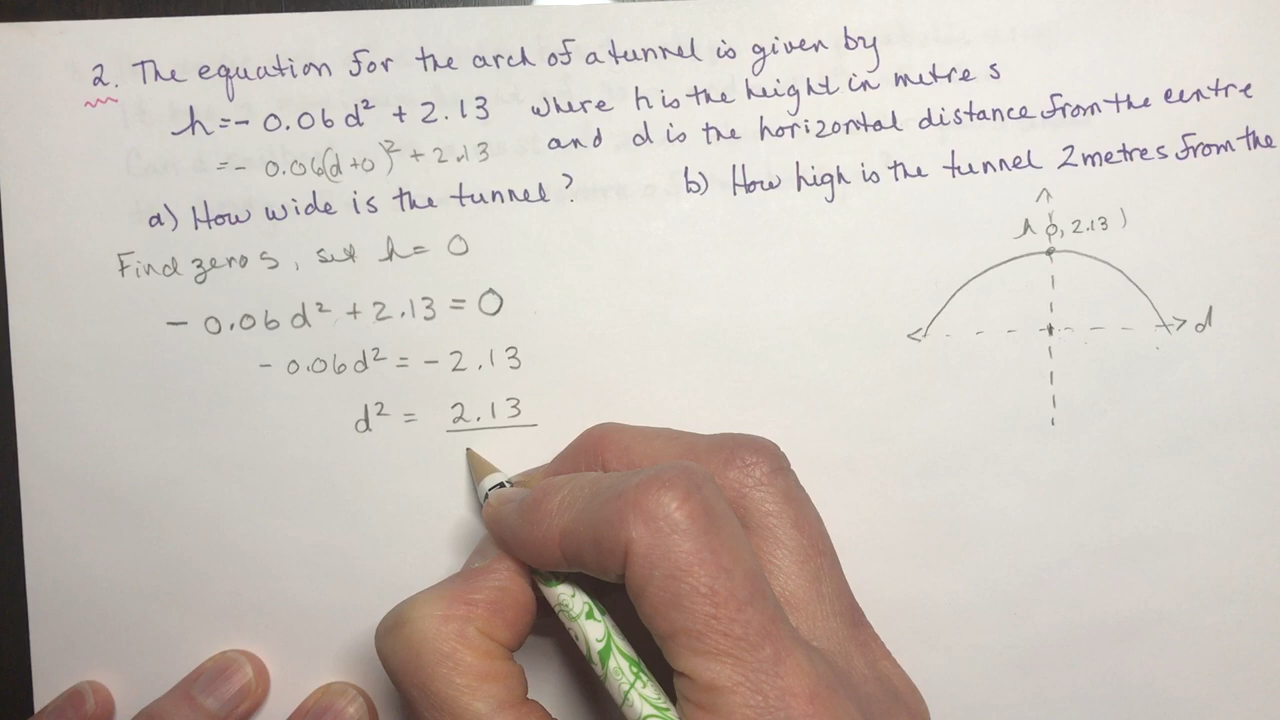 2. The equation for the arch of a tunnel is given by
h = - 0.06d² + 2.13 where h is the height in metres
= - 0.06(d+0)² + 2.13 and d is the horizontal distance from the centre
a) How wide is the tunnel? b) How high is the tunnel 2 metres from the
Find zeros, set h = 0
h (0, 2.13)
- 0.06d² + 2.13 = 0
d
- 0.06d² = - 2.13
d² = 2.13